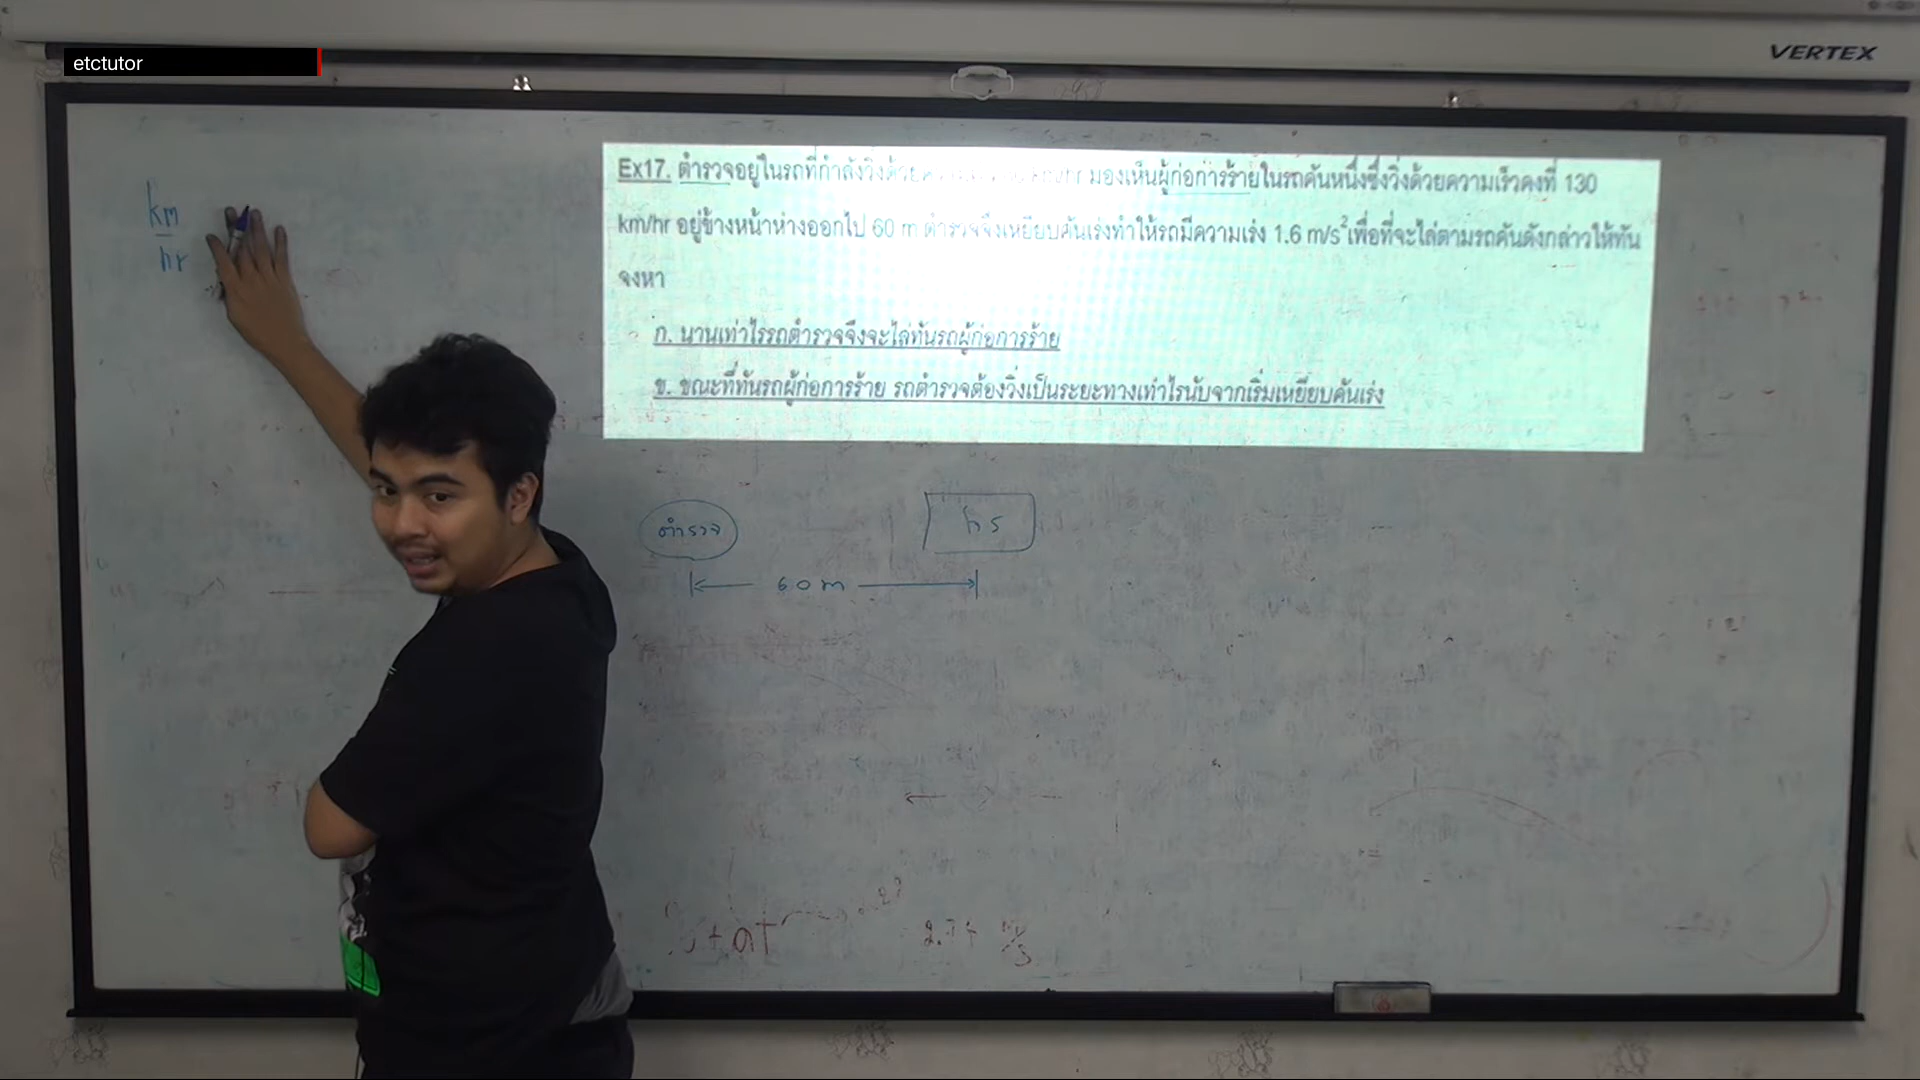 etctutor
VERTEX
Ex17. ตำรวจอยู่ในรถที่กำลังวิ่งด้วย km/hr มองเห็นผู้ก่อการร้ายในรถคันหนึ่งซึ่งวิ่งด้วยความเร็วคงที่ 130
km/hr อยู่ข้างหน้าห่างออกไป 60 m ตำรวจจึงเหยียบคันเร่งทำให้รถมีความเร่ง 1.6 m/s² เพื่อที่จะไล่ตามรถคันดังกล่าวให้ทัน
จงหา
ก. นานเท่าไรรถตำรวจจึงจะไล่ทันรถผู้ก่อการร้าย
ข. ขณะที่ทันรถผู้ก่อการร้าย รถตำรวจต้องวิ่งเป็นระยะทางเท่าไรนับจากเริ่มเหยียบคันเร่ง
km
hr
ตำรวจ
60 m